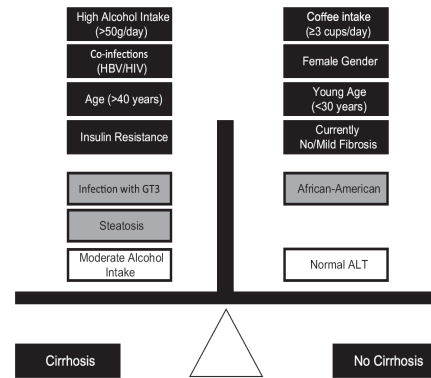 High Alcohol Intake
(>50g/day)
Co-infections
(HBV/HIV)
Age (>40 years)
Insulin Resistance
Infection with GT3
Steatosis
Moderate Alcohol
Intake
Coffee intake
(≥3 cups/day)
Female Gender
Young Age
(<30 years)
Currently
No/Mild Fibrosis
African-American
Normal ALT
Cirrhosis
No Cirrhosis